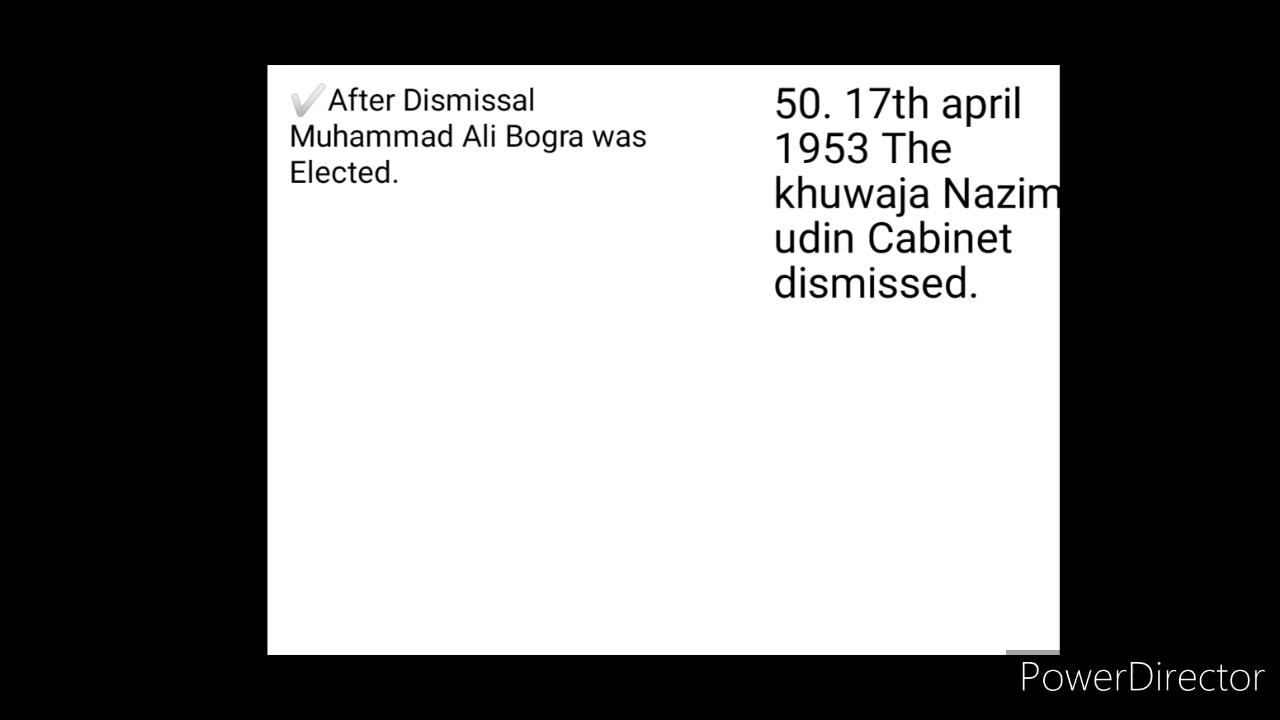 ✔️After Dismissal
Muhammad Ali Bogra was
Elected.
50. 17th april
1953 The
khuwaja Nazim
udin Cabinet
dismissed.
PowerDirector